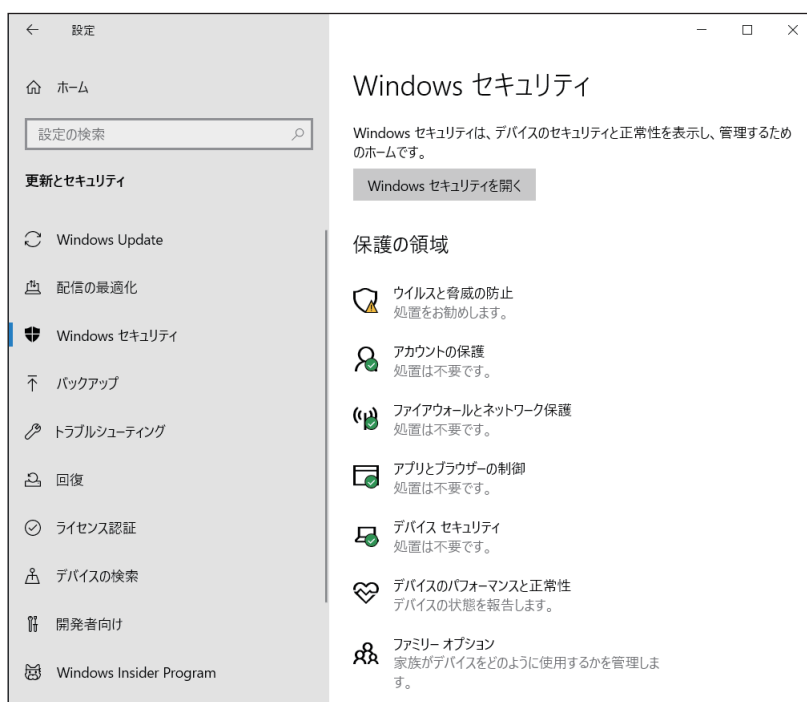 設定
ホーム
設定の検索
更新とセキュリティ
Windows Update
配信の最適化
Windows セキュリティ
バックアップ
トラブルシューティング
回復
ライセンス認証
デバイスの検索
開発者向け
Windows Insider Program
Windows セキュリティ
Windows セキュリティは、デバイスのセキュリティと正常性を表示し、管理するため
のホームです。
Windows セキュリティを開く
保護の領域
ウイルスと脅威の防止
処置をお勧めします。
アカウントの保護
処置は不要です。
ファイアウォールとネットワーク保護
処置は不要です。
アプリとブラウザーの制御
処置は不要です。
デバイス セキュリティ
処置は不要です。
デバイスのパフォーマンスと正常性
デバイスの状態を報告します。
ファミリー オプション
家族がデバイスをどのように使用するかを管理しま
す。